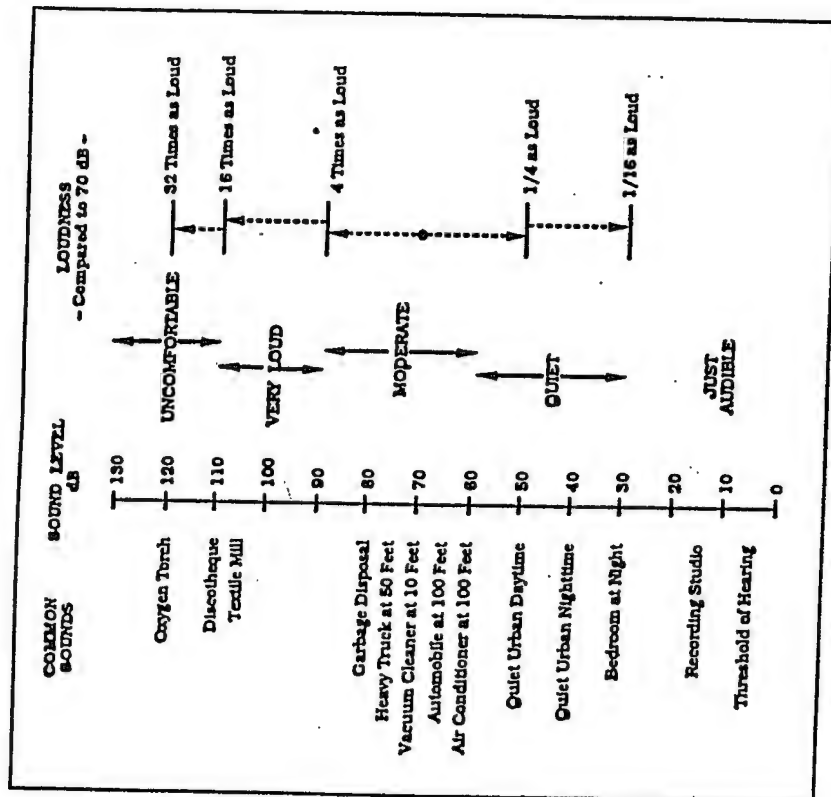 COMMON
SOUNDS
SOUND LEVEL
dB
LOUDNESS
- Compared to 70 dB -
130
Oxygen Torch
120
UNCOMFORTABLE
32 Times as Loud
Discotheque
110
16 Times as Loud
Textile Mill
100
VERY LOUD
90
4 Times as Loud
Garbage Disposal
80
Heavy Truck at 50 Feet
MODERATE
Vacuum Cleaner at 10 Feet
70
Automobile at 100 Feet
Air Conditioner at 100 Feet
60
Quiet Urban Daytime
50
1/4 as Loud
QUIET
Quiet Urban Nighttime
40
Bedroom at Night
30
1/16 as Loud
20
Recording Studio
JUST
AUDIBLE
10
Threshold of Hearing
0